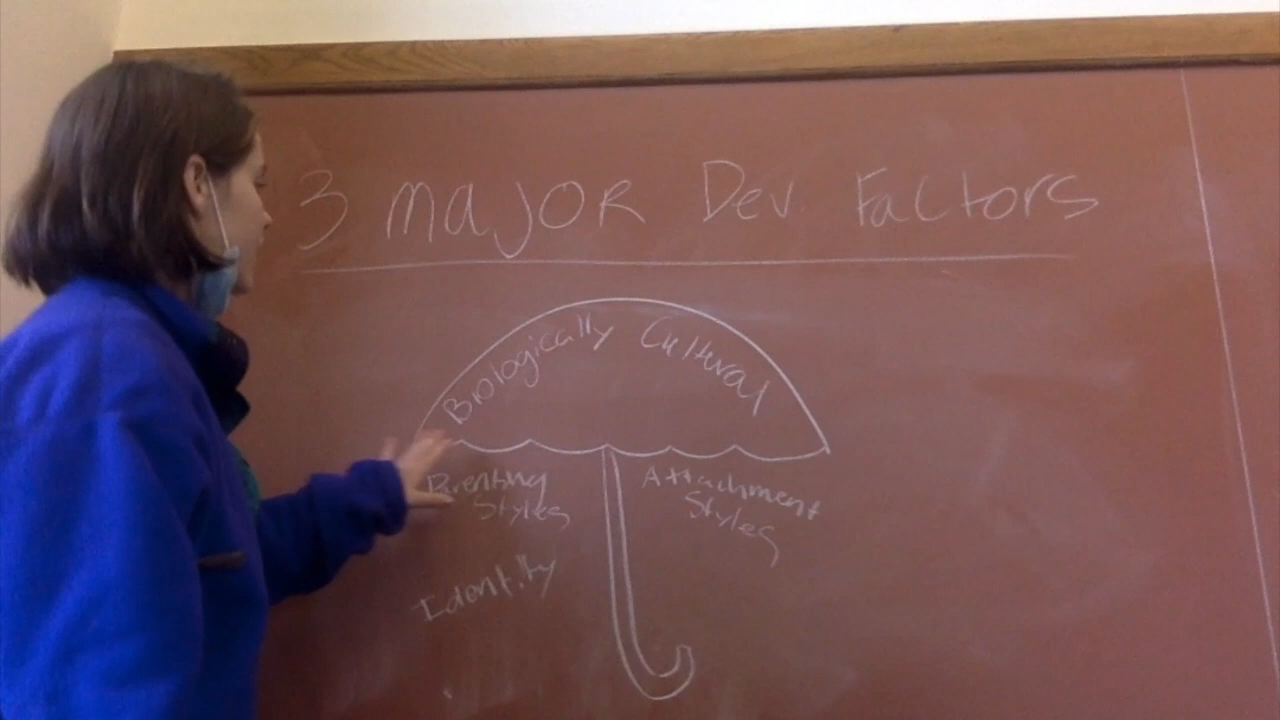 3 Major Dev. Factors
Biologically Cultural
Parenting
Styles
Attachment
Styles
Identity